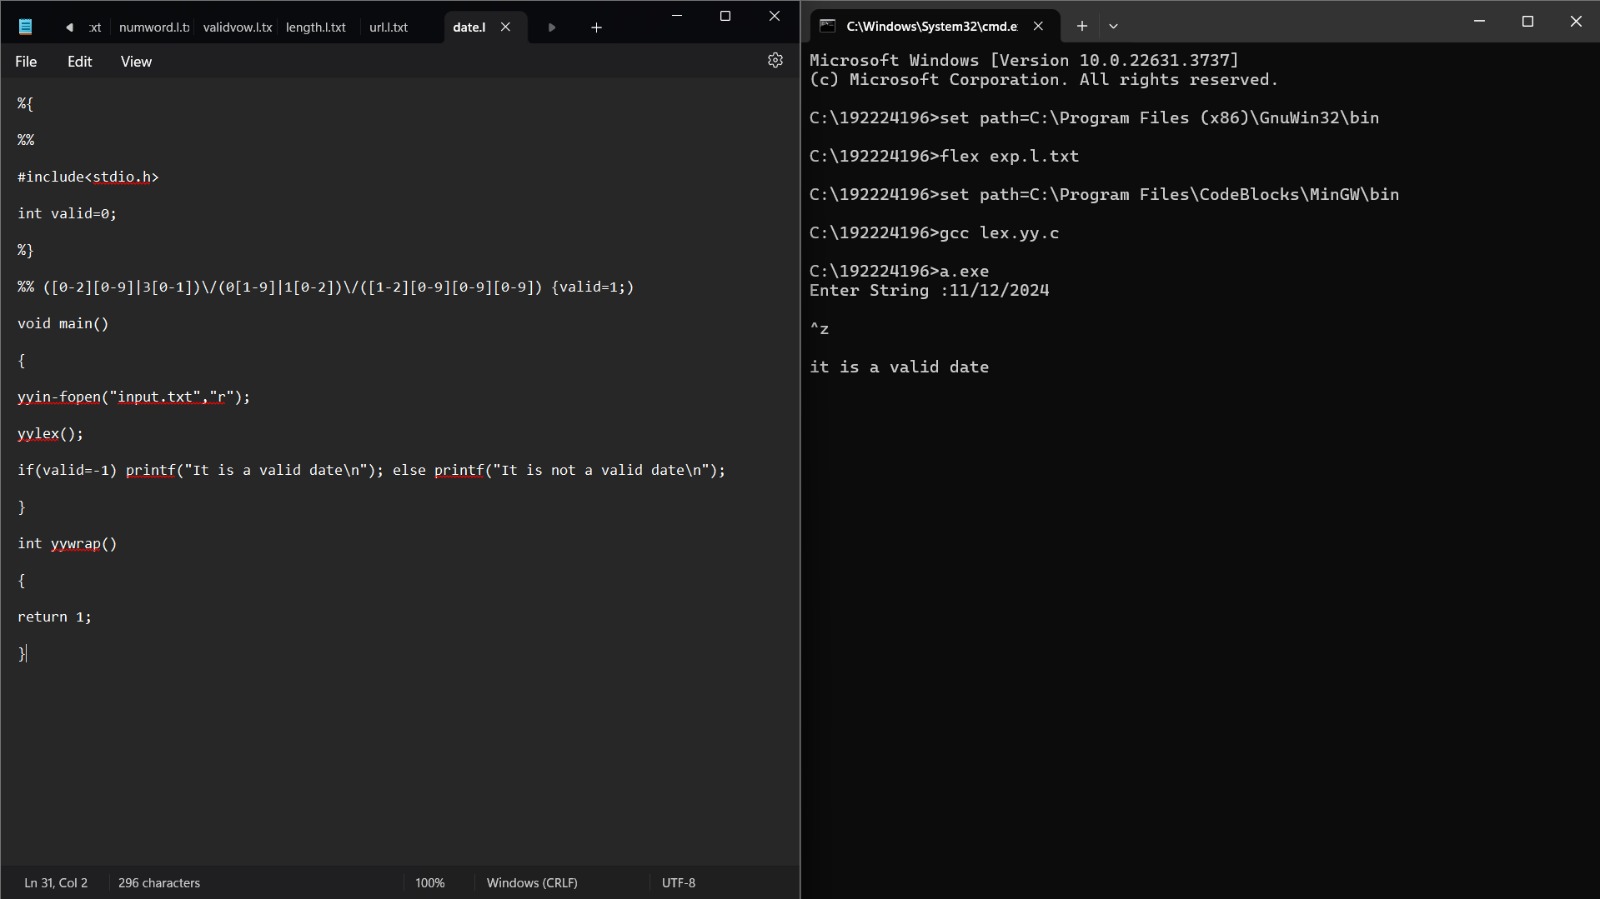 xt numword.l.t validvow.l.tx length.l.txt url.l.txt date.l
File Edit View
%{
%%
#include<stdio.h>
int valid=0;
%}
%% ([0-2][0-9]|3[0-1])\/(0[1-9]|1[0-2])\/([1-2][0-9][0-9][0-9]) {valid=1;)
void main()
{
yyin-fopen("input.txt","r");
yylex();
if(valid=-1) printf("It is a valid date\n"); else printf("It is not a valid date\n");
}
int yywrap()
{
return 1;
}
Ln 31, Col 2 296 characters 100% Windows (CRLF) UTF-8
C:\Windows\System32\cmd.e
Microsoft Windows [Version 10.0.22631.3737]
(c) Microsoft Corporation. All rights reserved.
C:\192224196>set path=C:\Program Files (x86)\GnuWin32\bin
C:\192224196>flex exp.l.txt
C:\192224196>set path=C:\Program Files\CodeBlocks\MinGW\bin
C:\192224196>gcc lex.yy.c
C:\192224196>a.exe
Enter String :11/12/2024
^z
it is a valid date